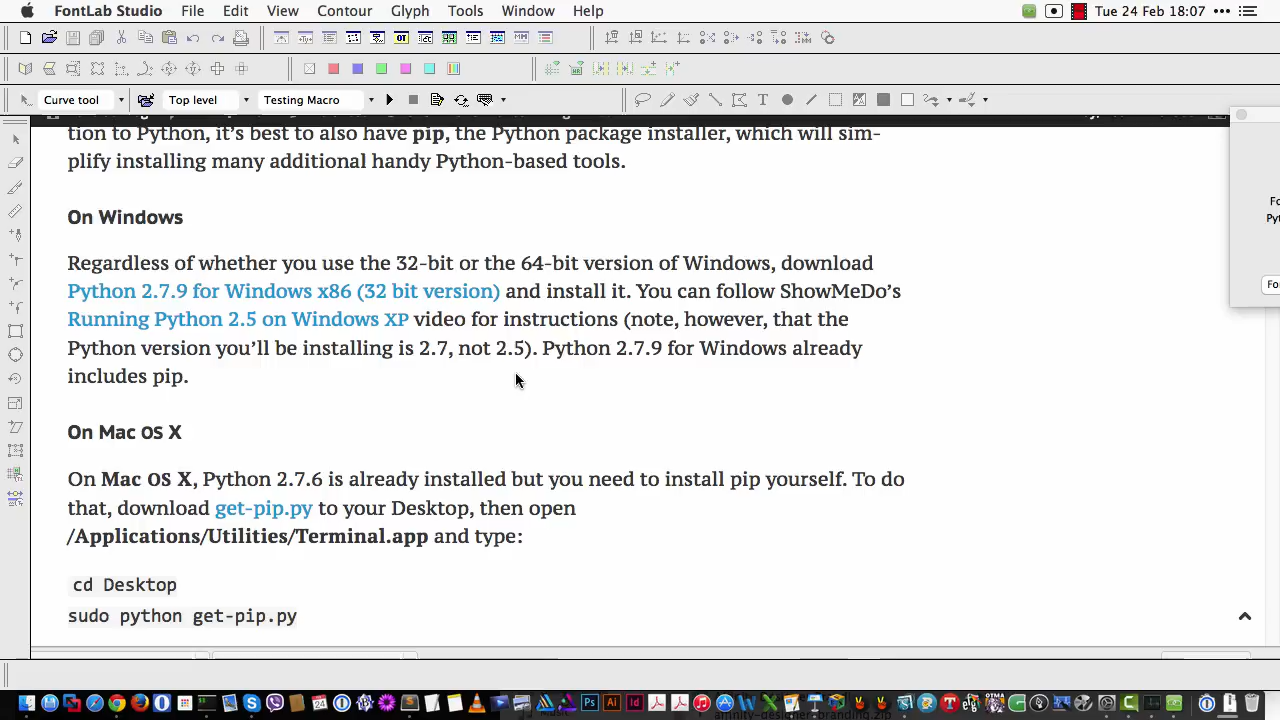 FontLab Studio File Edit View Contour Glyph Tools Window Help Tue 24 Feb 18:07
Curve tool Top level Testing Macro
tion to Python, it's best to also have pip, the Python package installer, which will sim-
plify installing many additional handy Python-based tools.
On Windows
Regardless of whether you use the 32-bit or the 64-bit version of Windows, download
Python 2.7.9 for Windows x86 (32 bit version) and install it. You can follow ShowMeDo's
Running Python 2.5 on Windows XP video for instructions (note, however, that the
Python version you'll be installing is 2.7, not 2.5). Python 2.7.9 for Windows already
includes pip.
On Mac OS X
On Mac OS X, Python 2.7.6 is already installed but you need to install pip yourself. To do
that, download get-pip.py to your Desktop, then open
/Applications/Utilities/Terminal.app and type:
cd Desktop
sudo python get-pip.py